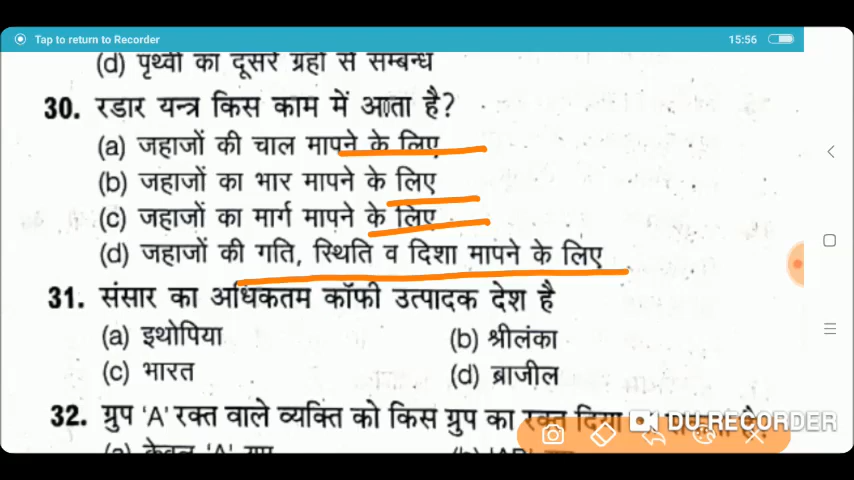 Tap to return to Recorder 15:56
(d) पृथ्वी का दूसरे ग्रहों से सम्बन्ध
30. रडार यन्त्र किस काम में आता है?
(a) जहाजों की चाल मापने के लिए
(b) जहाजों का भार मापने के लिए
(c) जहाजों का मार्ग मापने के लिए
(d) जहाजों की गति, स्थिति व दिशा मापने के लिए
31. संसार का अधिकतम कॉफी उत्पादक देश है
(a) इथोपिया (b) श्रीलंका
(c) भारत (d) ब्राजील
32. ग्रुप 'A' रक्त वाले व्यक्ति को किस ग्रुप का रक्त दिया है?
DU RECORDER
(a) केवल 'A'